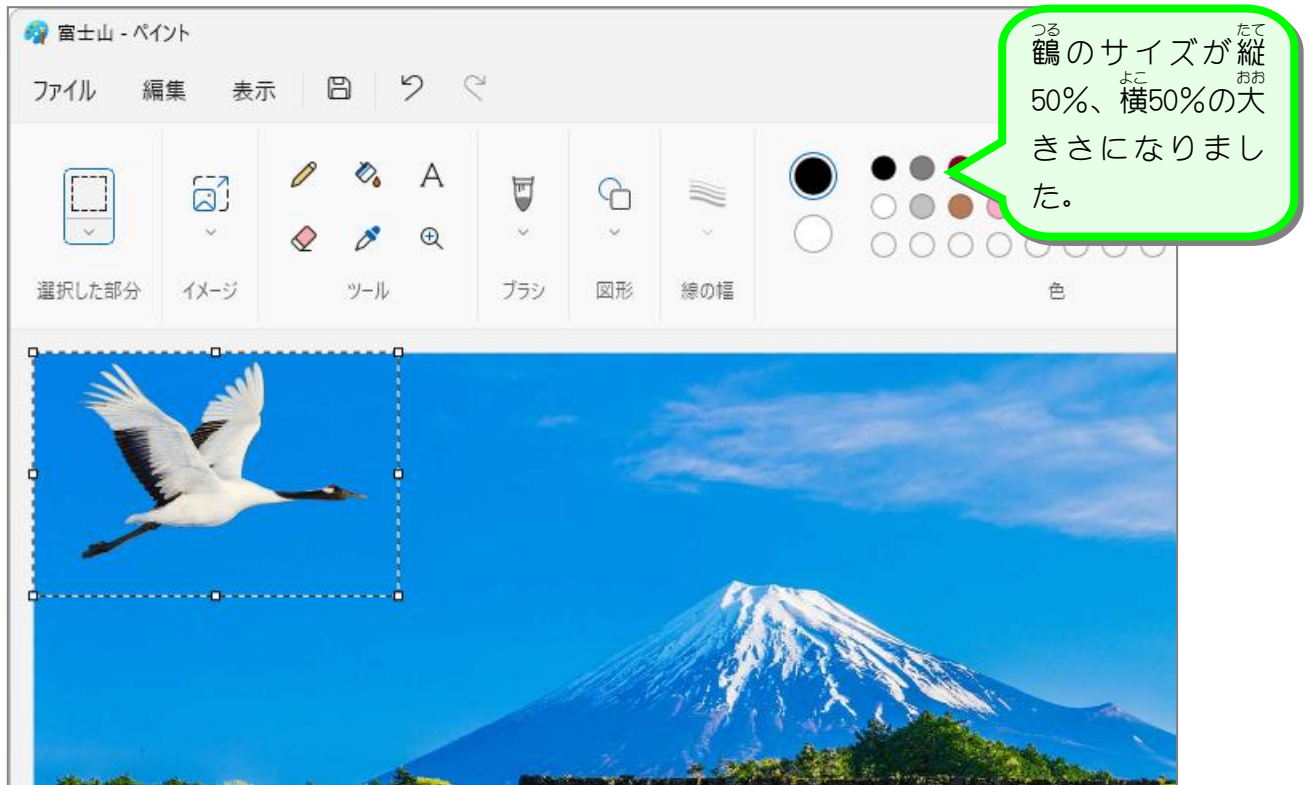 富士山 - ペイント
ファイル 編集 表示
選択した部分 イメージ ツール ブラシ 図形 線の幅 色
つる たて
鶴のサイズが縦
よこ おお
50%、横50%の大
きさになりまし
た。